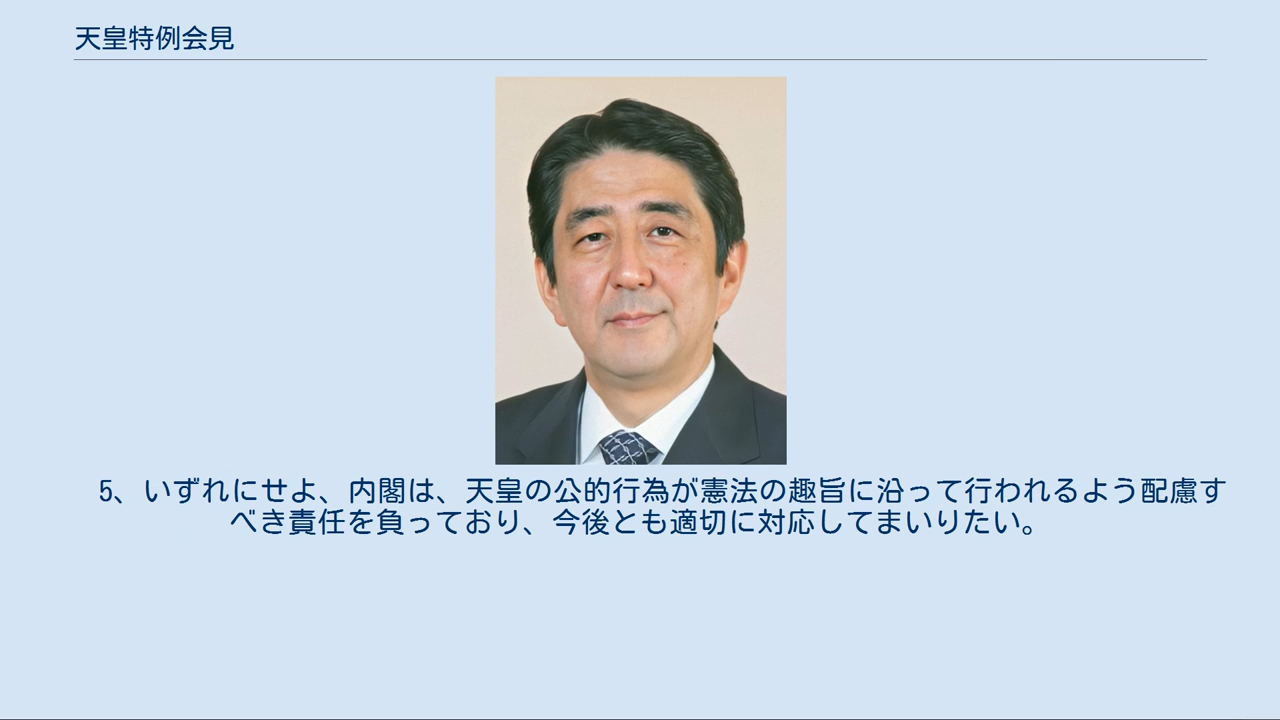 天皇特例会見
5、いずれにせよ、内閣は、天皇の公的行為が憲法の趣旨に沿って行われるよう配慮す
べき責任を負っており、今後とも適切に対応してまいりたい。